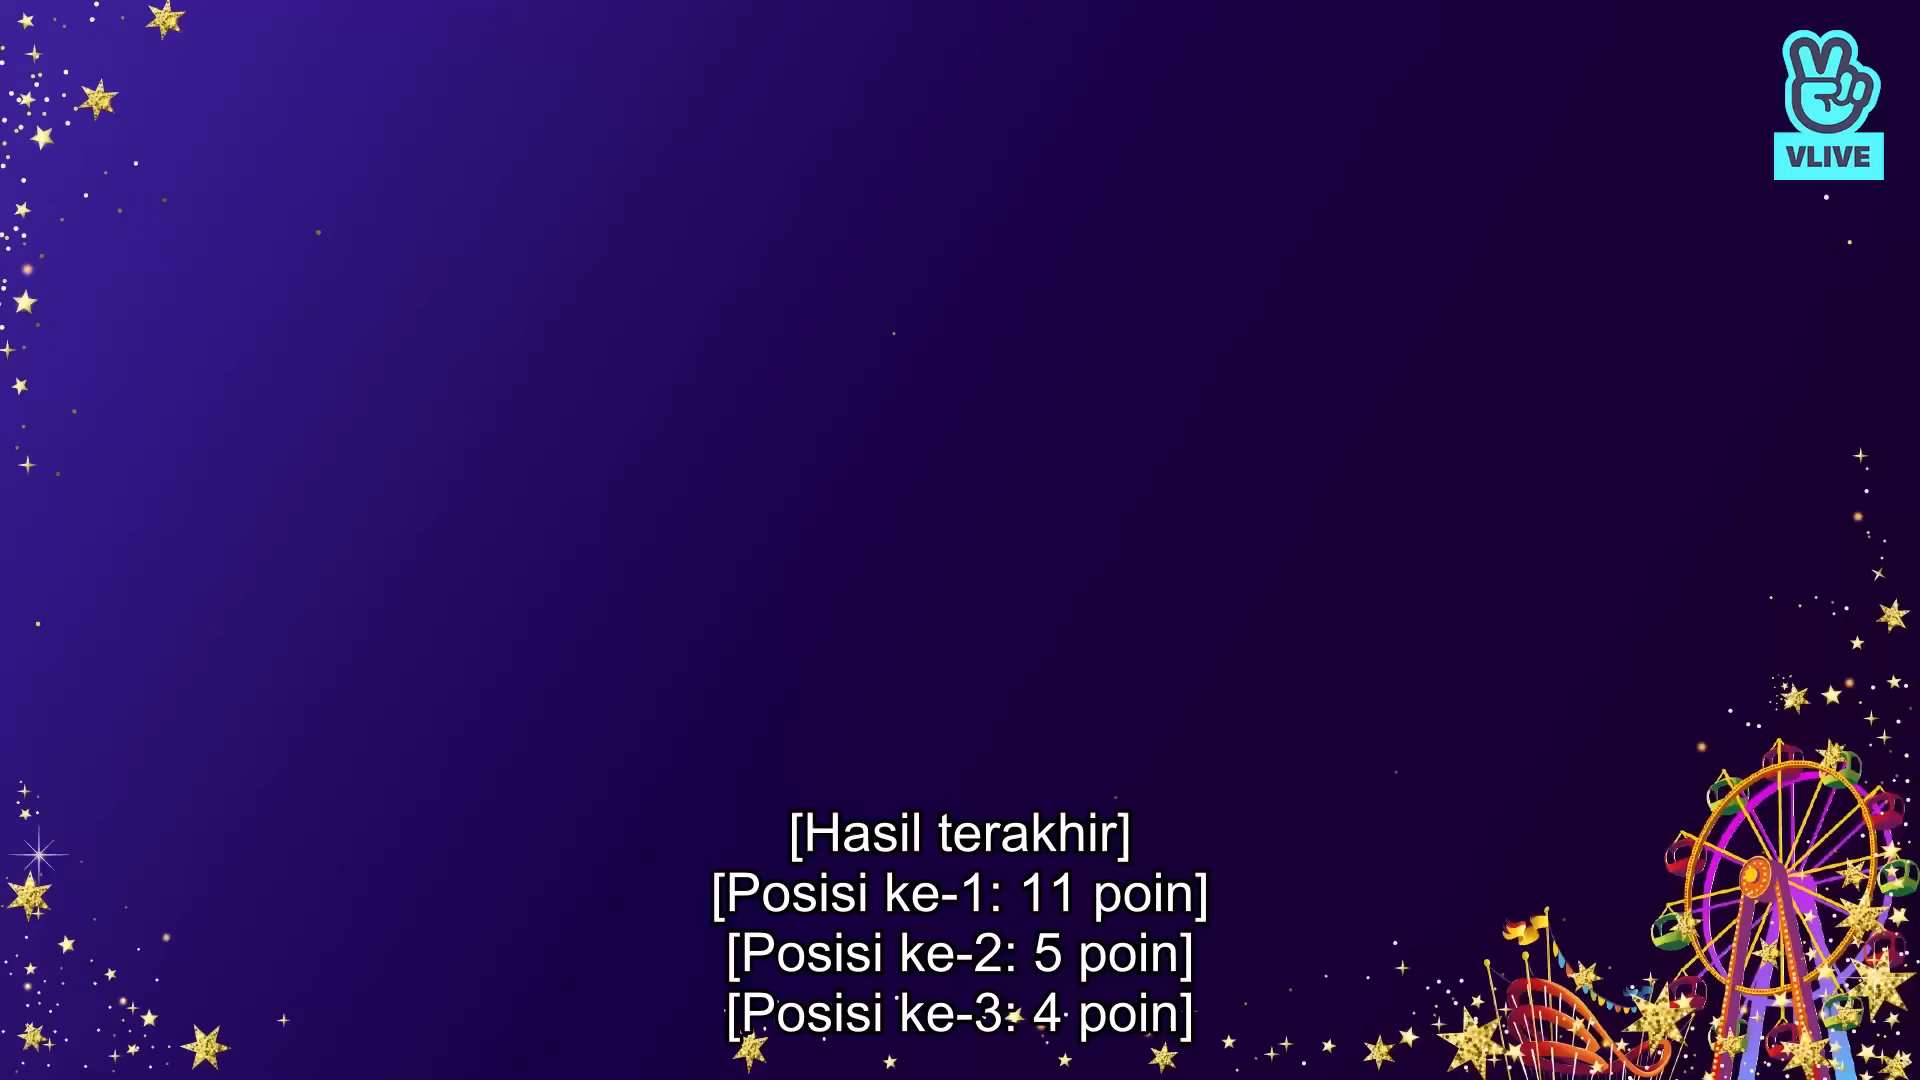 VLIVE
[Hasil terakhir]
[Posisi ke-1: 11 poin]
[Posisi ke-2: 5 poin]
[Posisi ke-3: 4 poin]